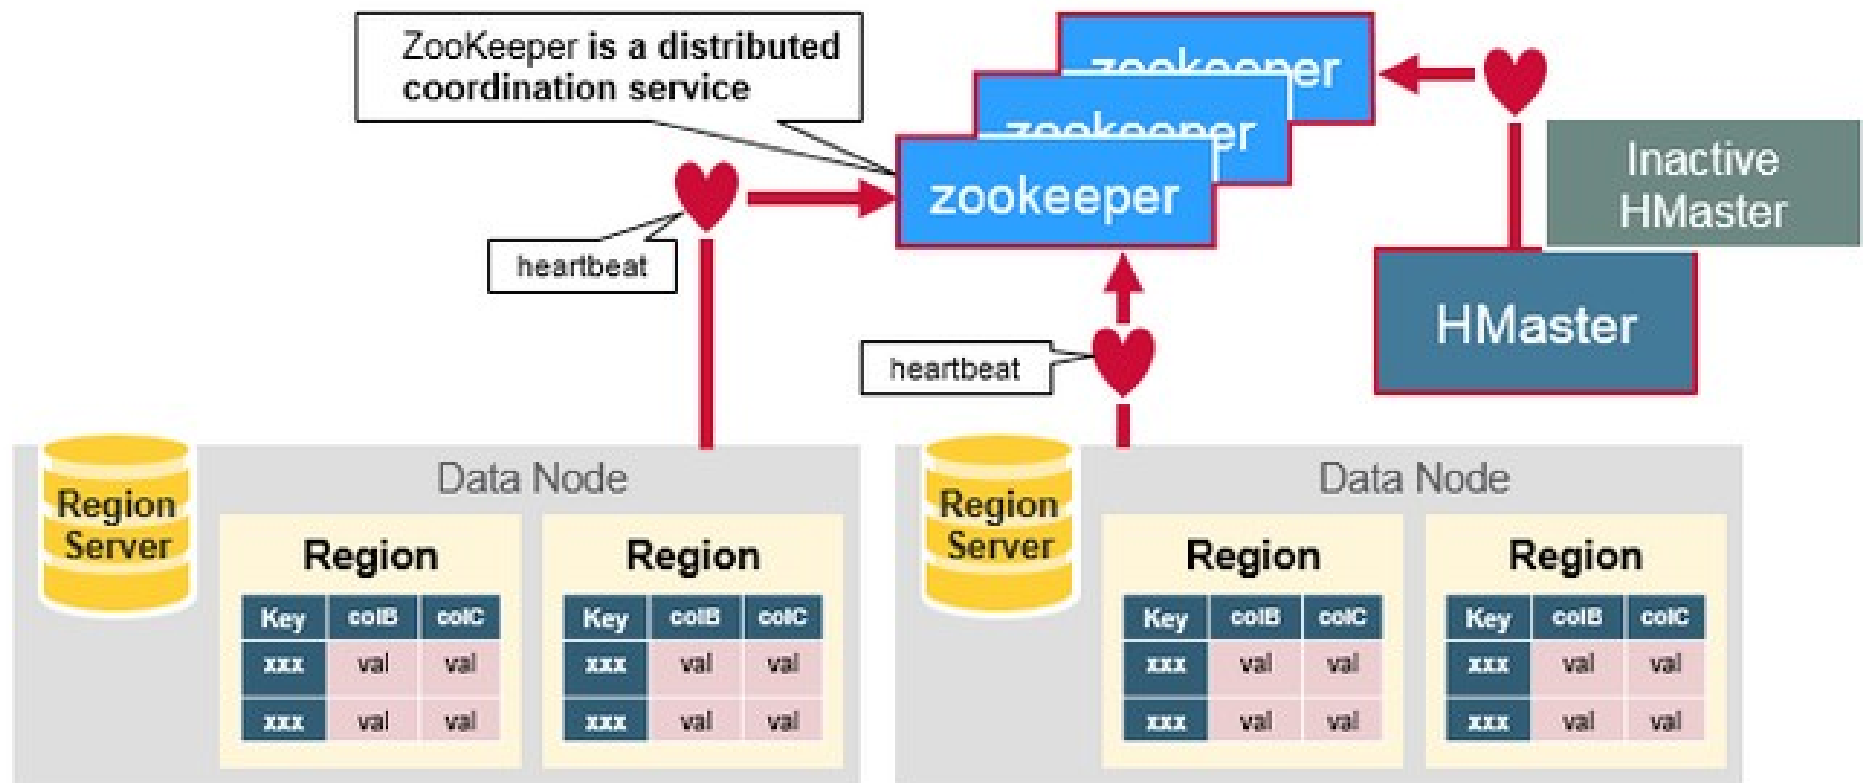 ZooKeeper is a distributed
coordination service
zookeeper
zookeeper
zookeeper
Inactive
HMaster
heartbeat
HMaster
heartbeat
Region
Server
Data Node
Region
Key colB colC
xxx val val
xxx val val
Region
Key colB colC
xxx val val
xxx val val
Region
Server
Data Node
Region
Key colB colC
xxx val val
xxx val val
Region
Key colB colC
xxx val val
xxx val val